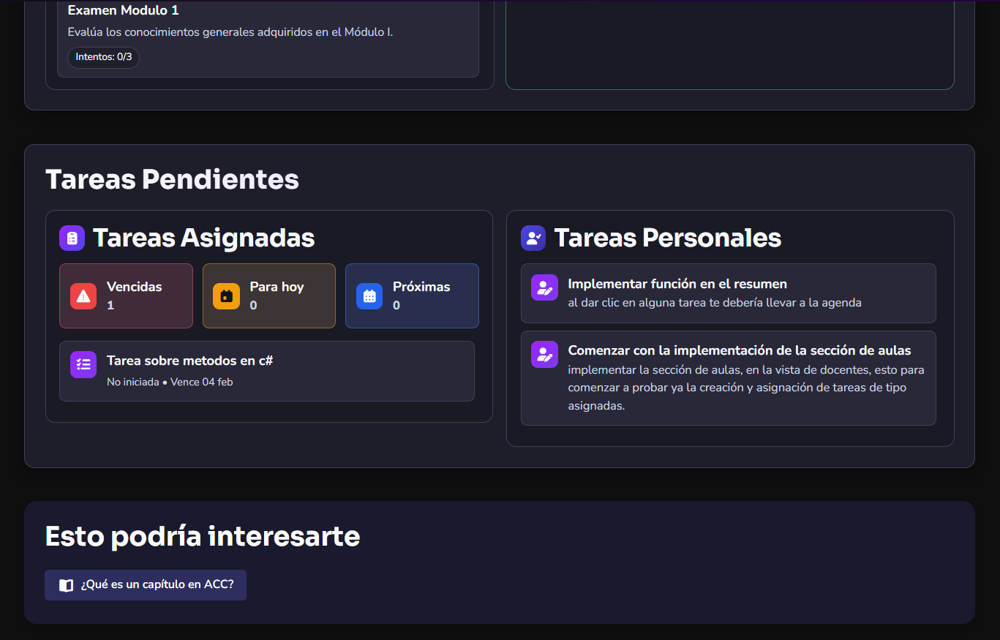 Examen Modulo 1
Evalúa los conocimientos generales adquiridos en el Módulo I.
Intentos: 0/3
Tareas Pendientes
Tareas Asignadas
Vencidas
1
Para hoy
0
Próximas
0
Tarea sobre metodos en c#
No iniciada • Vence 04 feb
Tareas Personales
Implementar función en el resumen
al dar clic en alguna tarea te debería llevar a la agenda
Comenzar con la implementación de la sección de aulas
implementar la sección de aulas, en la vista de docentes, esto para
comenzar a probar ya la creación y asignación de tareas de tipo
asignadas.
Esto podría interesarte
¿Qué es un capítulo en ACC?